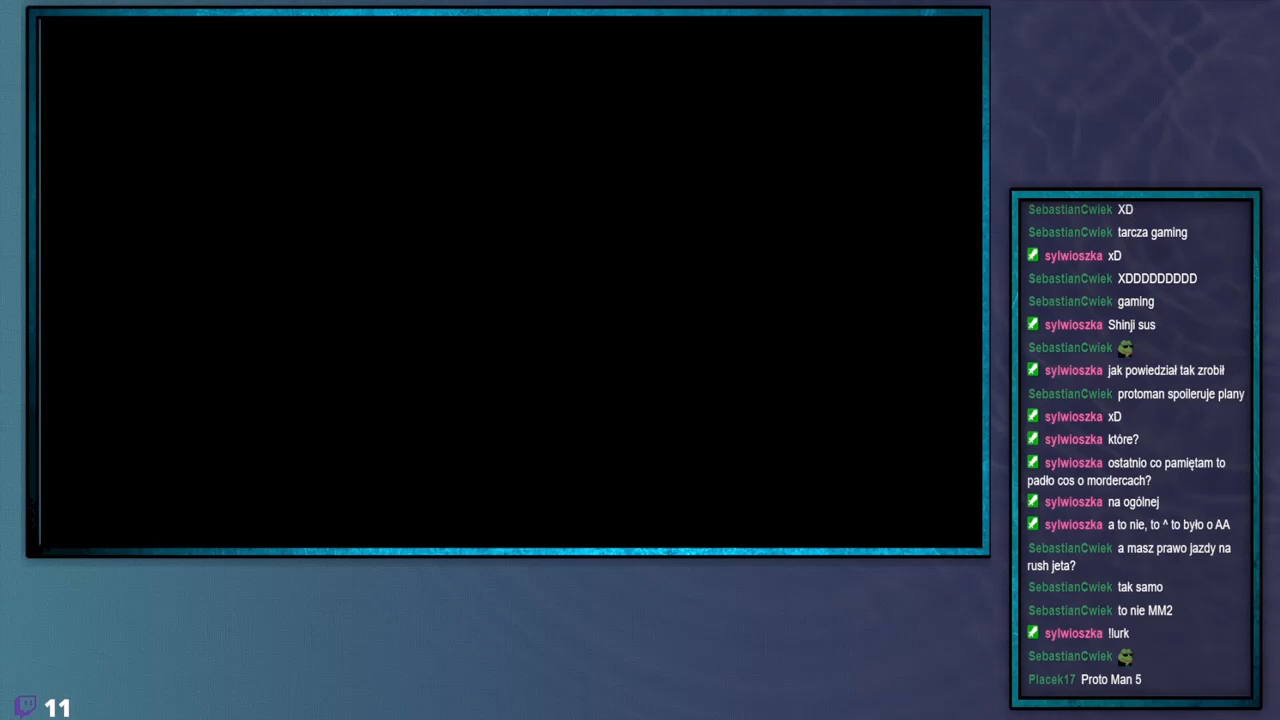 SebastianCwiek XD
SebastianCwiek tarcza gaming
sylwioszka xD
SebastianCwiek XDDDDDDDDD
SebastianCwiek gaming
sylwioszka Shinji sus
SebastianCwiek
sylwioszka jak powiedział tak zrobił
SebastianCwiek protoman spoileruje plany
sylwioszka xD
sylwioszka które?
sylwioszka ostatnio co pamiętam to
padło cos o mordercach?
sylwioszka na ogólnej
sylwioszka a to nie, to ^ to było o AA
SebastianCwiek a masz prawo jazdy na
rush jeta?
SebastianCwiek tak samo
SebastianCwiek to nie MM2
sylwioszka !lurk
SebastianCwiek
Placek17 Proto Man 5
11